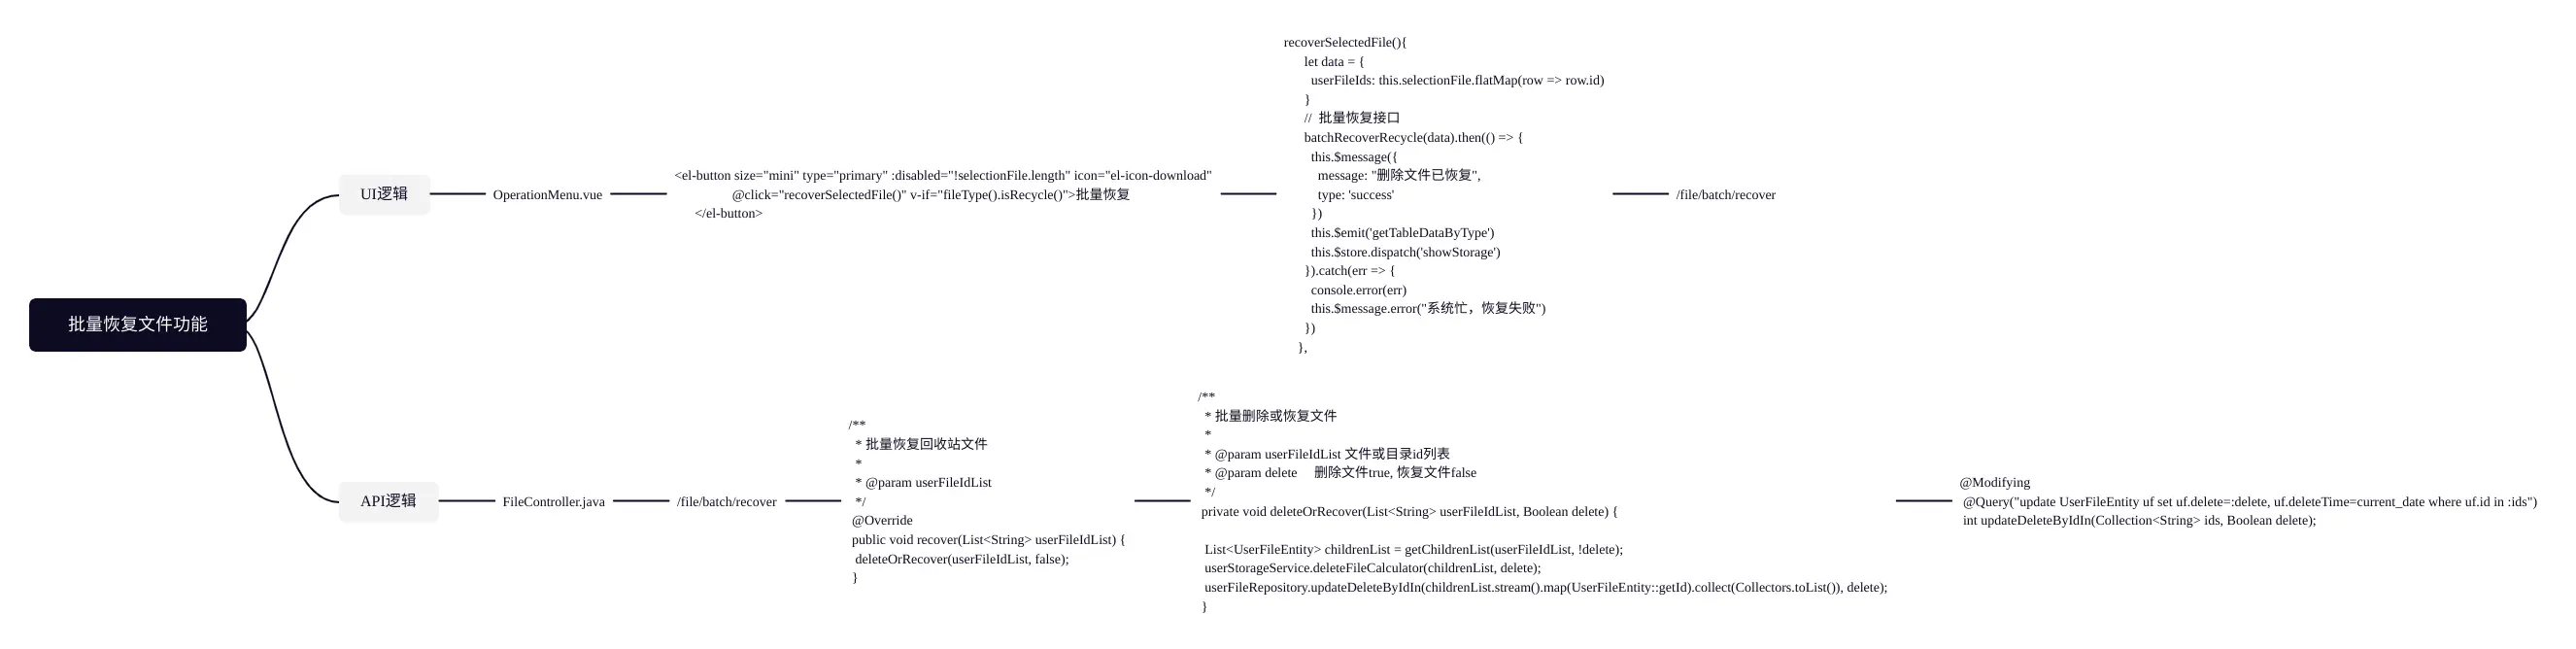 批量恢复文件功能
UI逻辑
OperationMenu.vue
<el-button size="mini" type="primary" :disabled="!selectionFile.length" icon="el-icon-download"
@click="recoverSelectedFile()" v-if="fileType().isRecycle()">批量恢复
</el-button>
recoverSelectedFile(){
let data = {
userFileIds: this.selectionFile.flatMap(row => row.id)
}
// 批量恢复接口
batchRecoverRecycle(data).then(() => {
this.$message({
message: "删除文件已恢复",
type: 'success'
})
this.$emit('getTableDataByType')
this.$store.dispatch('showStorage')
}).catch(err => {
console.error(err)
this.$message.error("系统忙，恢复失败")
})
},
/file/batch/recover
API逻辑
FileController.java
/file/batch/recover
/**
* 批量恢复回收站文件
*
* @param userFileIdList
*/
@Override
public void recover(List<String> userFileIdList) {
deleteOrRecover(userFileIdList, false);
}
/**
* 批量删除或恢复文件
*
* @param userFileIdList 文件或目录id列表
* @param delete 删除文件true, 恢复文件false
*/
private void deleteOrRecover(List<String> userFileIdList, Boolean delete) {
List<UserFileEntity> childrenList = getChildrenList(userFileIdList, !delete);
userStorageService.deleteFileCalculator(childrenList, delete);
userFileRepository.updateDeleteByIdIn(childrenList.stream().map(UserFileEntity::getId).collect(Collectors.toList()), delete);
}
@Modifying
@Query("update UserFileEntity uf set uf.delete=:delete, uf.deleteTime=current_date where uf.id in :ids")
int updateDeleteByIdIn(Collection<String> ids, Boolean delete);